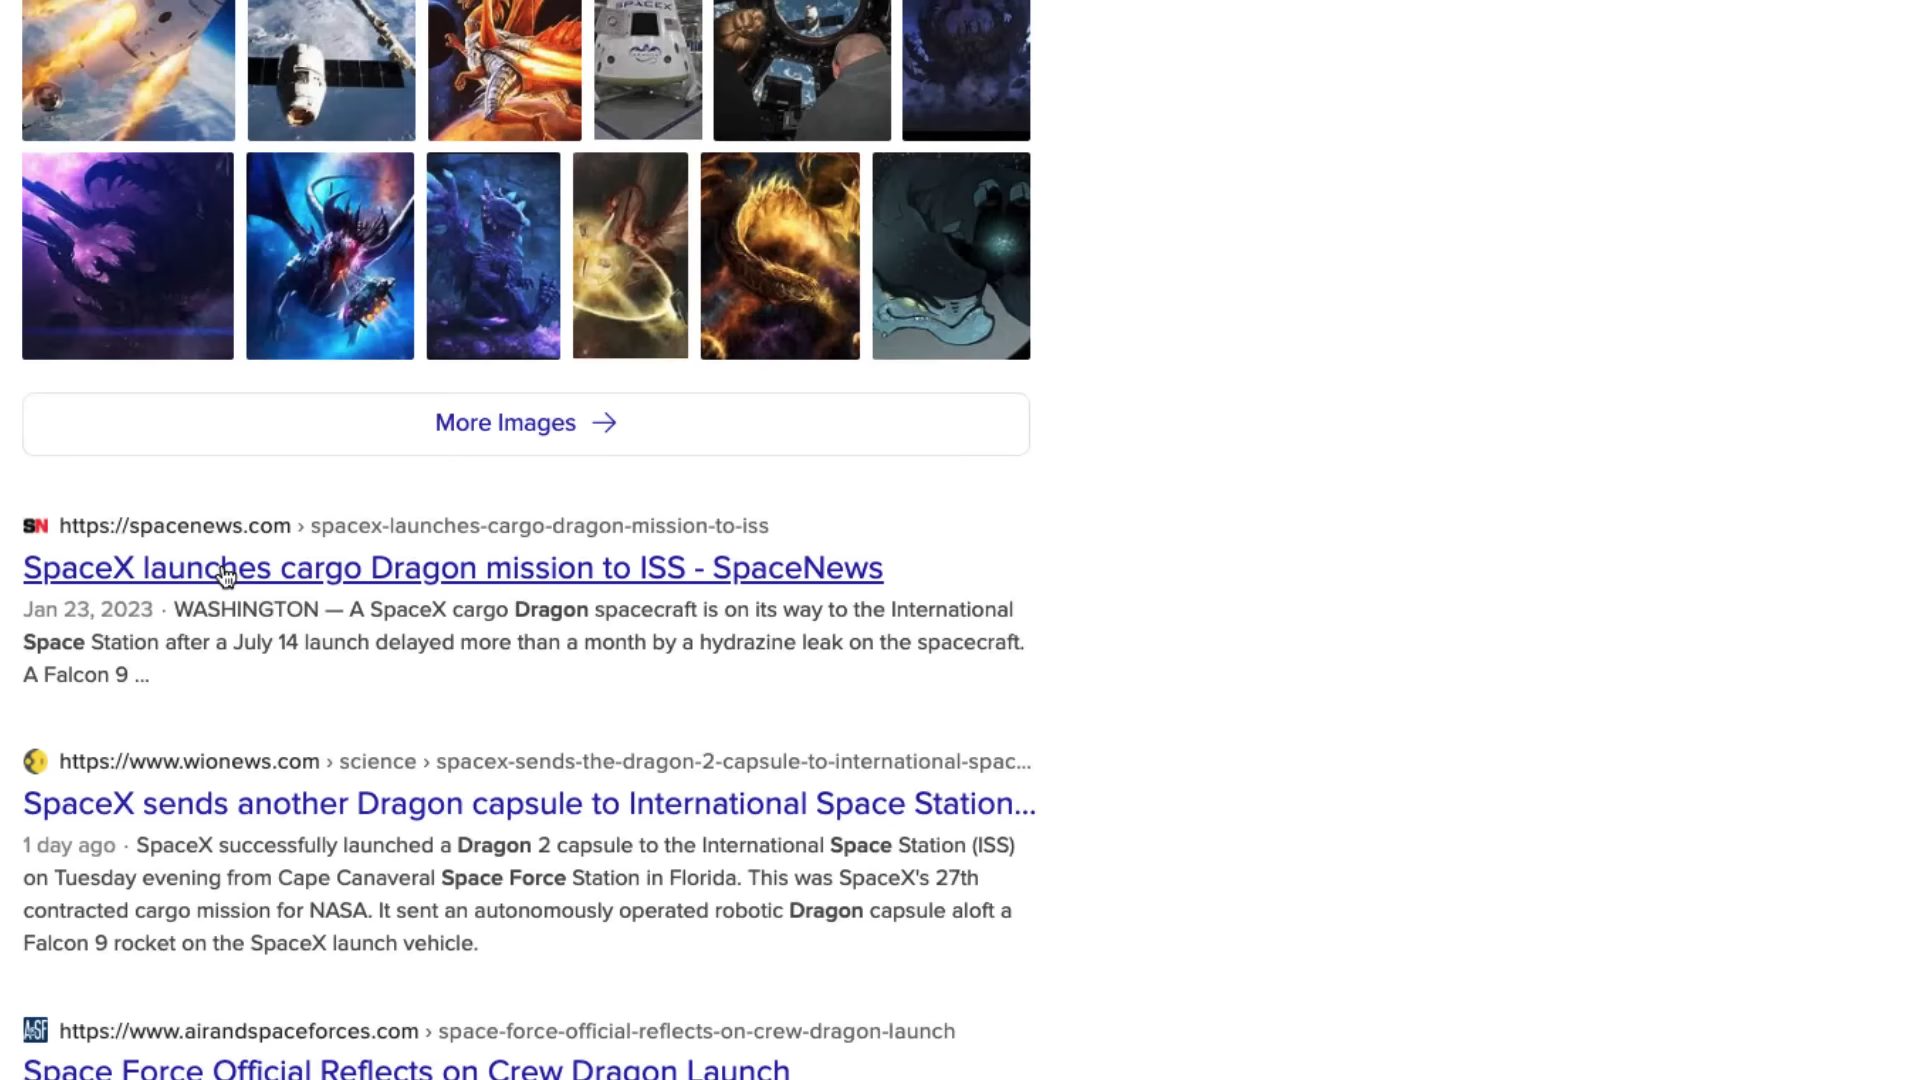 SPACEX
More Images →
SN https://spacenews.com › spacex-launches-cargo-dragon-mission-to-iss
SpaceX launches cargo Dragon mission to ISS - SpaceNews
Jan 23, 2023 · WASHINGTON — A SpaceX cargo Dragon spacecraft is on its way to the International
Space Station after a July 14 launch delayed more than a month by a hydrazine leak on the spacecraft.
A Falcon 9 ...
https://www.wionews.com › science › spacex-sends-the-dragon-2-capsule-to-international-spac...
SpaceX sends another Dragon capsule to International Space Station...
1 day ago · SpaceX successfully launched a Dragon 2 capsule to the International Space Station (ISS)
on Tuesday evening from Cape Canaveral Space Force Station in Florida. This was SpaceX's 27th
contracted cargo mission for NASA. It sent an autonomously operated robotic Dragon capsule aloft a
Falcon 9 rocket on the SpaceX launch vehicle.
A&SF https://www.airandspaceforces.com › space-force-official-reflects-on-crew-dragon-launch
Space Force Official Reflects on Crew Dragon Launch